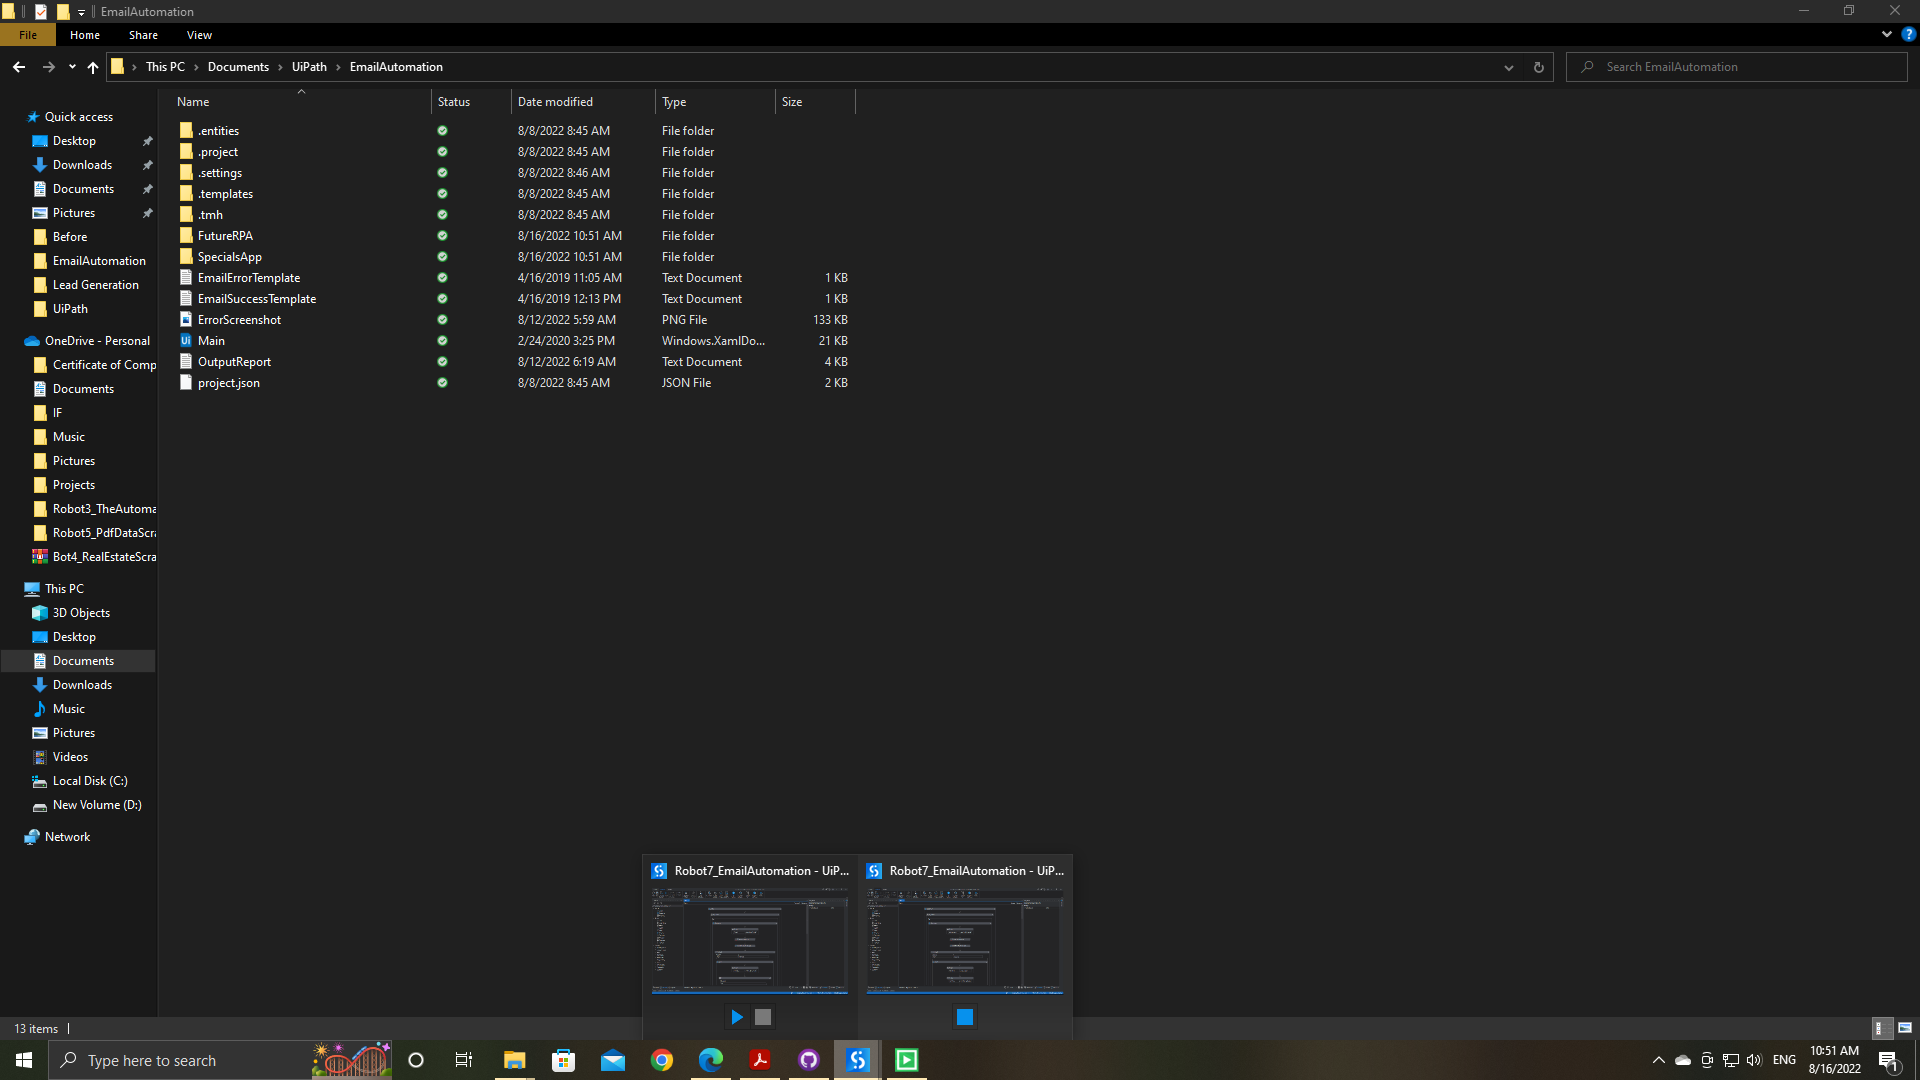 EmailAutomation
File Home Share View
This PC Documents UiPath EmailAutomation
Search EmailAutomation
Name Status Date modified Type Size
.entities 8/8/2022 8:45 AM File folder
.project 8/8/2022 8:45 AM File folder
.settings 8/8/2022 8:46 AM File folder
.templates 8/8/2022 8:45 AM File folder
.tmh 8/8/2022 8:45 AM File folder
FutureRPA 8/16/2022 10:51 AM File folder
SpecialsApp 8/16/2022 10:51 AM File folder
EmailErrorTemplate 4/16/2019 11:05 AM Text Document 1 KB
EmailSuccessTemplate 4/16/2019 12:13 PM Text Document 1 KB
ErrorScreenshot 8/12/2022 5:59 AM PNG File 133 KB
Main 2/24/2020 3:25 PM Windows.XamlDo... 21 KB
OutputReport 8/12/2022 6:19 AM Text Document 4 KB
project.json 8/8/2022 8:45 AM JSON File 2 KB
Quick access
Desktop
Downloads
Documents
Pictures
Before
EmailAutomation
Lead Generation
UiPath
OneDrive - Personal
Certificate of Comp
Documents
IF
Music
Pictures
Projects
Robot3_TheAutoma
Robot5_PdfDataScra
Bot4_RealEstateScra
This PC
3D Objects
Desktop
Documents
Downloads
Music
Pictures
Videos
Local Disk (C:)
New Volume (D:)
Network
Robot7_EmailAutomation - UiP...
Robot7_EmailAutomation - UiP...
13 items
Type here to search
ENG
10:51 AM
8/16/2022
1